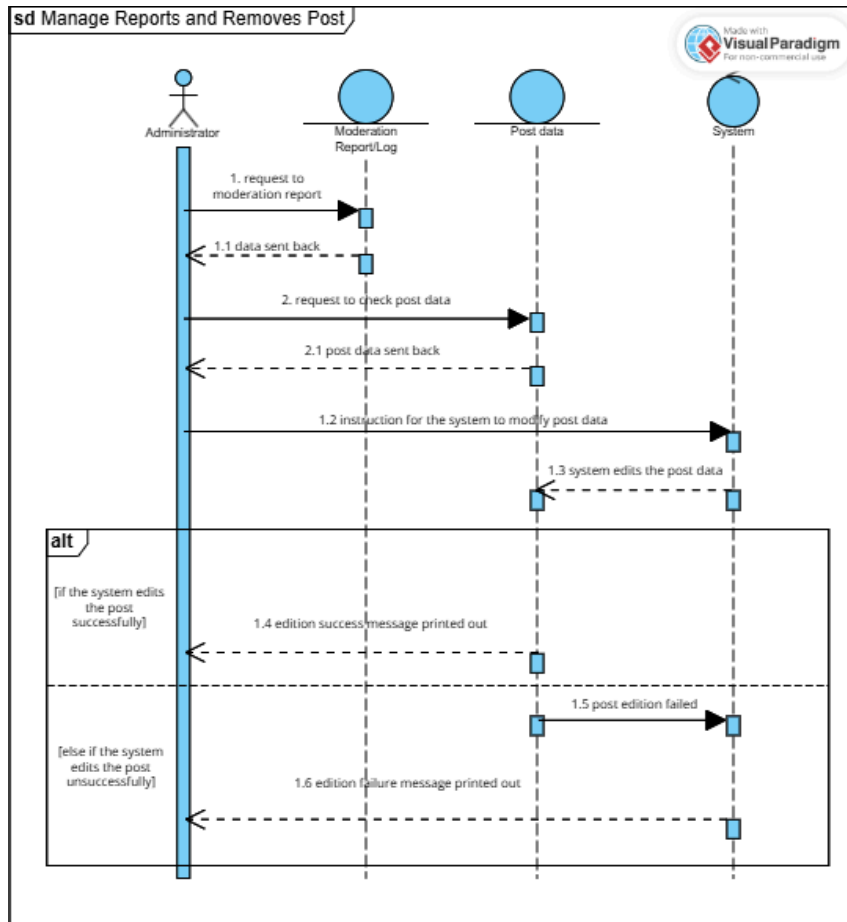 sd Manage Reports and Removes Post
Made with
VisualParadigm
For non-commercial use
Administrator
Moderation
Report/Log
Post data
System
1. request to
moderation report
1.1 data sent back
2. request to check post data
2.1 post data sent back
1.2 instruction for the system to modify post data
1.3 system edits the post data
alt
[if the system edits
the post
successfully]
1.4 edition success message printed out
1.5 post edition failed
[else if the system
edits the post
unsuccessfully]
1.6 edition failure message printed out